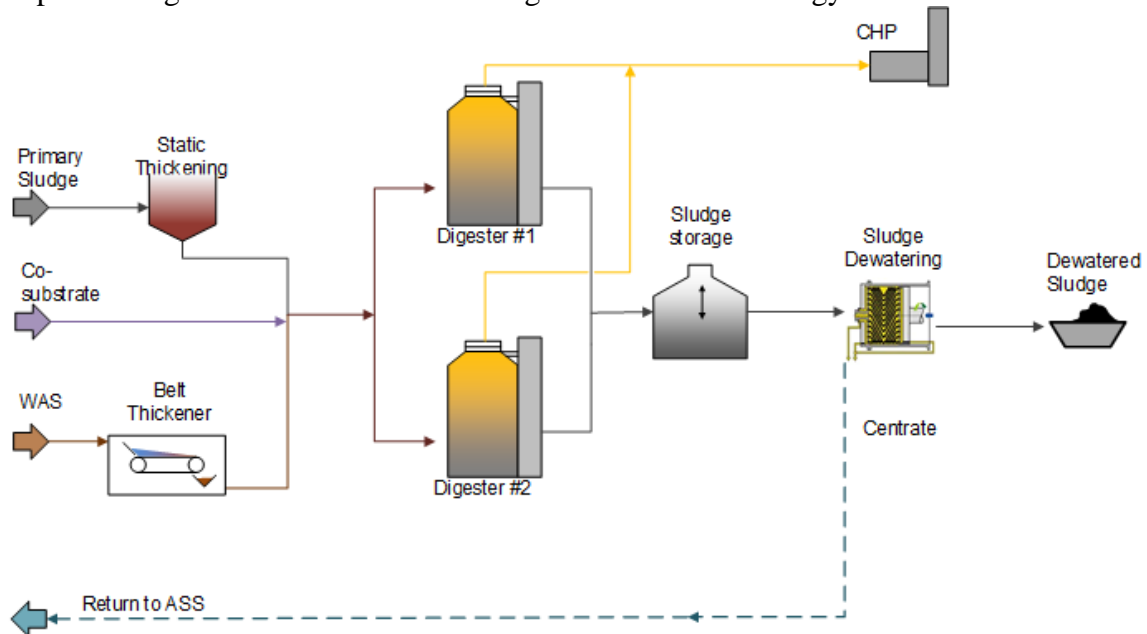 CHP
Static
Thickening
Primary
Sludge
Digester #1
Sludge
storage
Sludge
Dewatering
Dewatered
Sludge
Co-
substrate
WAS
Belt
Thickener
Centrate
Digester #2
Return to ASS